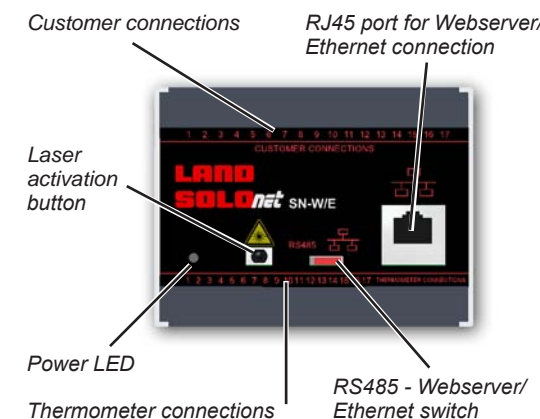 Customer connections
RJ45 port for Webserver/
Ethernet connection
1 2 3 4 5 6 7 8 9 10 11 12 13 14 15 16 17
CUSTOMER CONNECTIONS
Laser
activation
button
LAND
SOLOnet SN-W/E
RS485
1 2 3 4 5 6 7 8 9 10 11 12 13 14 15 16 17 THERMOMETER CONNECTIONS
Power LED
Thermometer connections
RS485 - Webserver/
Ethernet switch